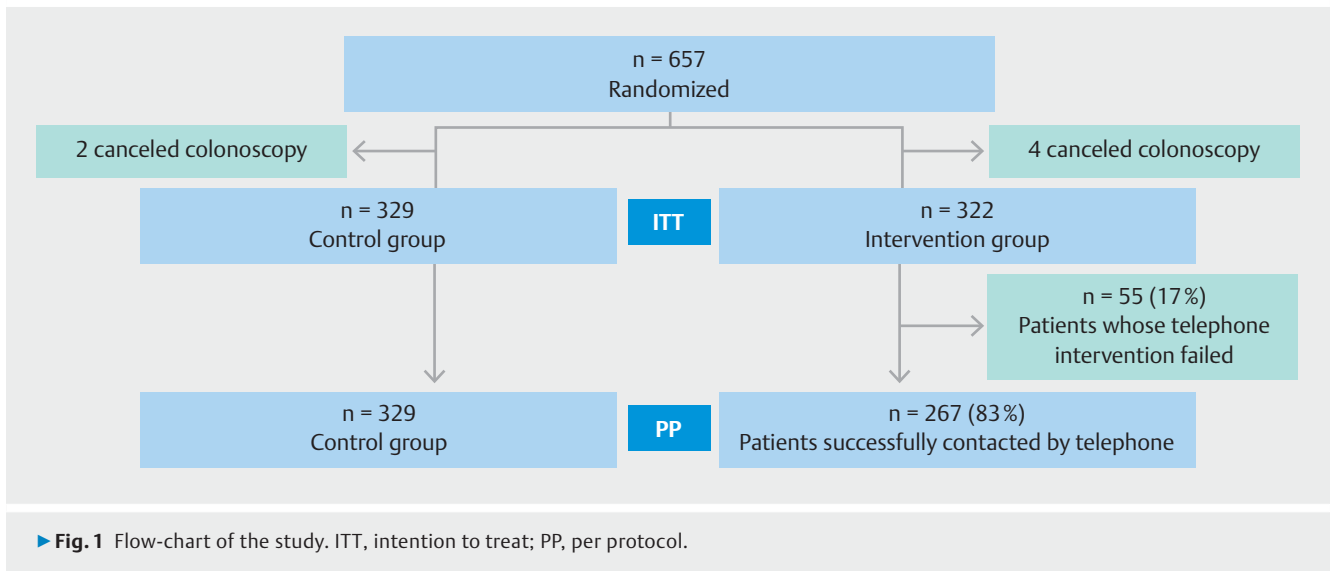 n = 657
Randomized
2 canceled colonoscopy
4 canceled colonoscopy
n = 329
Control group
ITT
n = 322
Intervention group
n = 55 (17 %)
Patients whose telephone
intervention failed
n = 329
Control group
PP
n = 267 (83 %)
Patients successfully contacted by telephone
▶ Fig. 1 Flow-chart of the study. ITT, intention to treat; PP, per protocol.